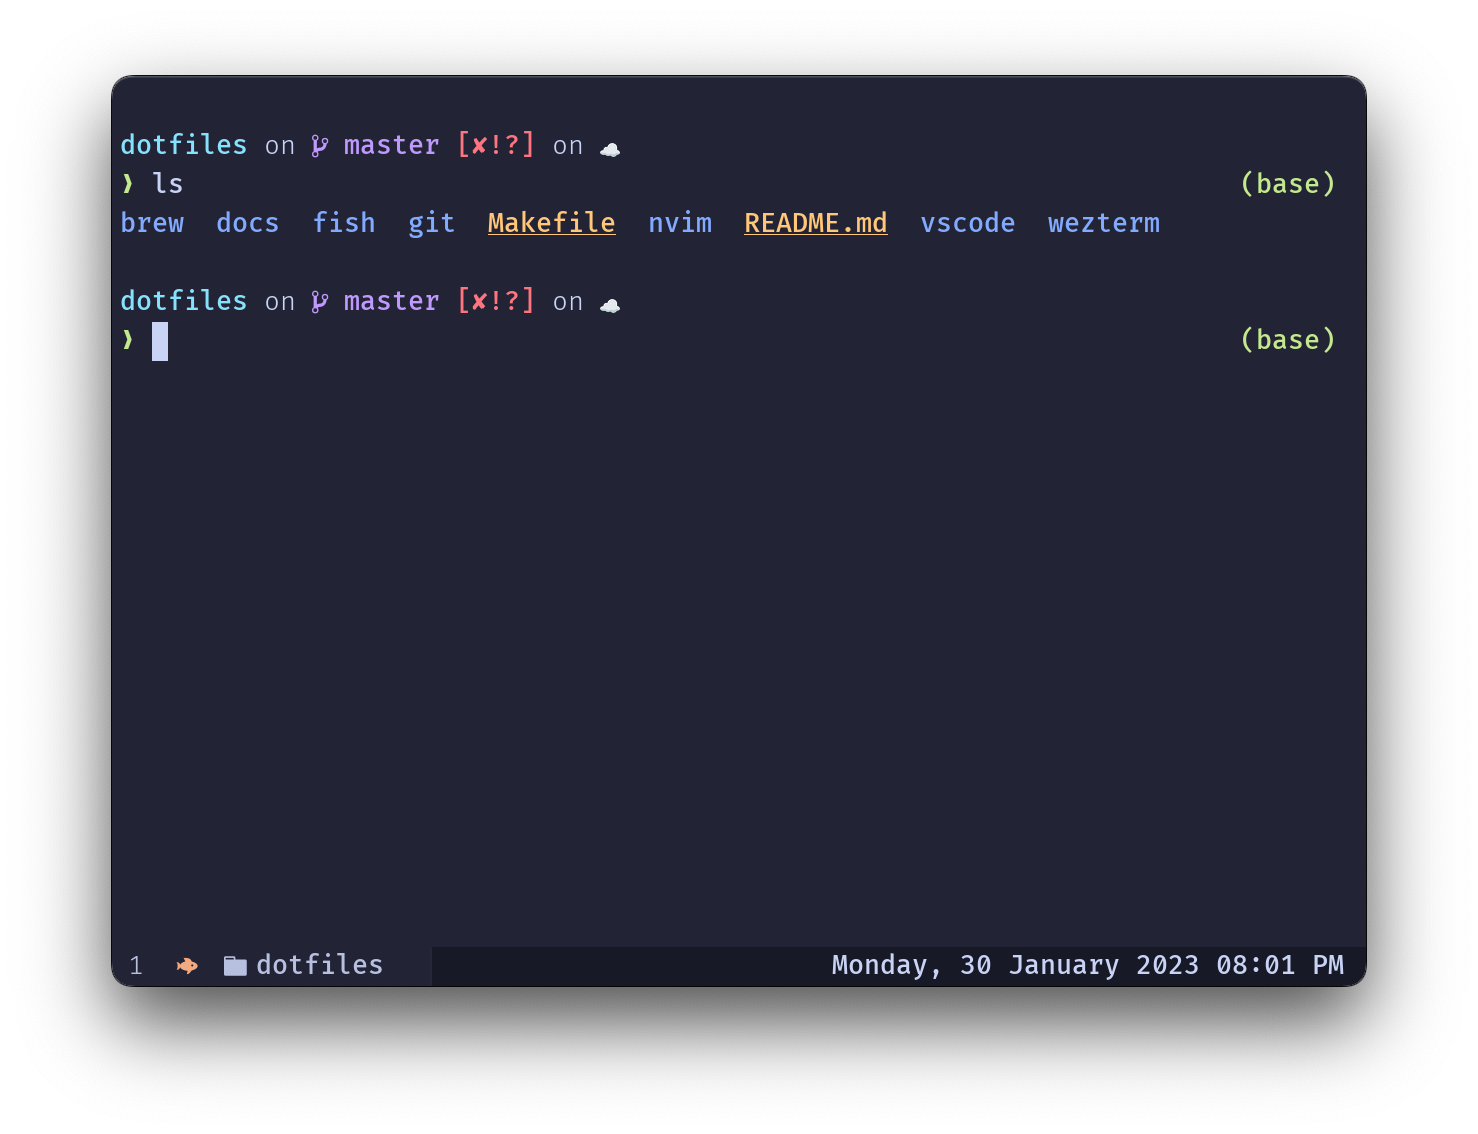 dotfiles on master [✘!?] on ☁️
❯ ls (base)
brew docs fish git Makefile nvim README.md vscode wezterm
dotfiles on master [✘!?] on ☁️
❯ (base)
1 dotfiles Monday, 30 January 2023 08:01 PM